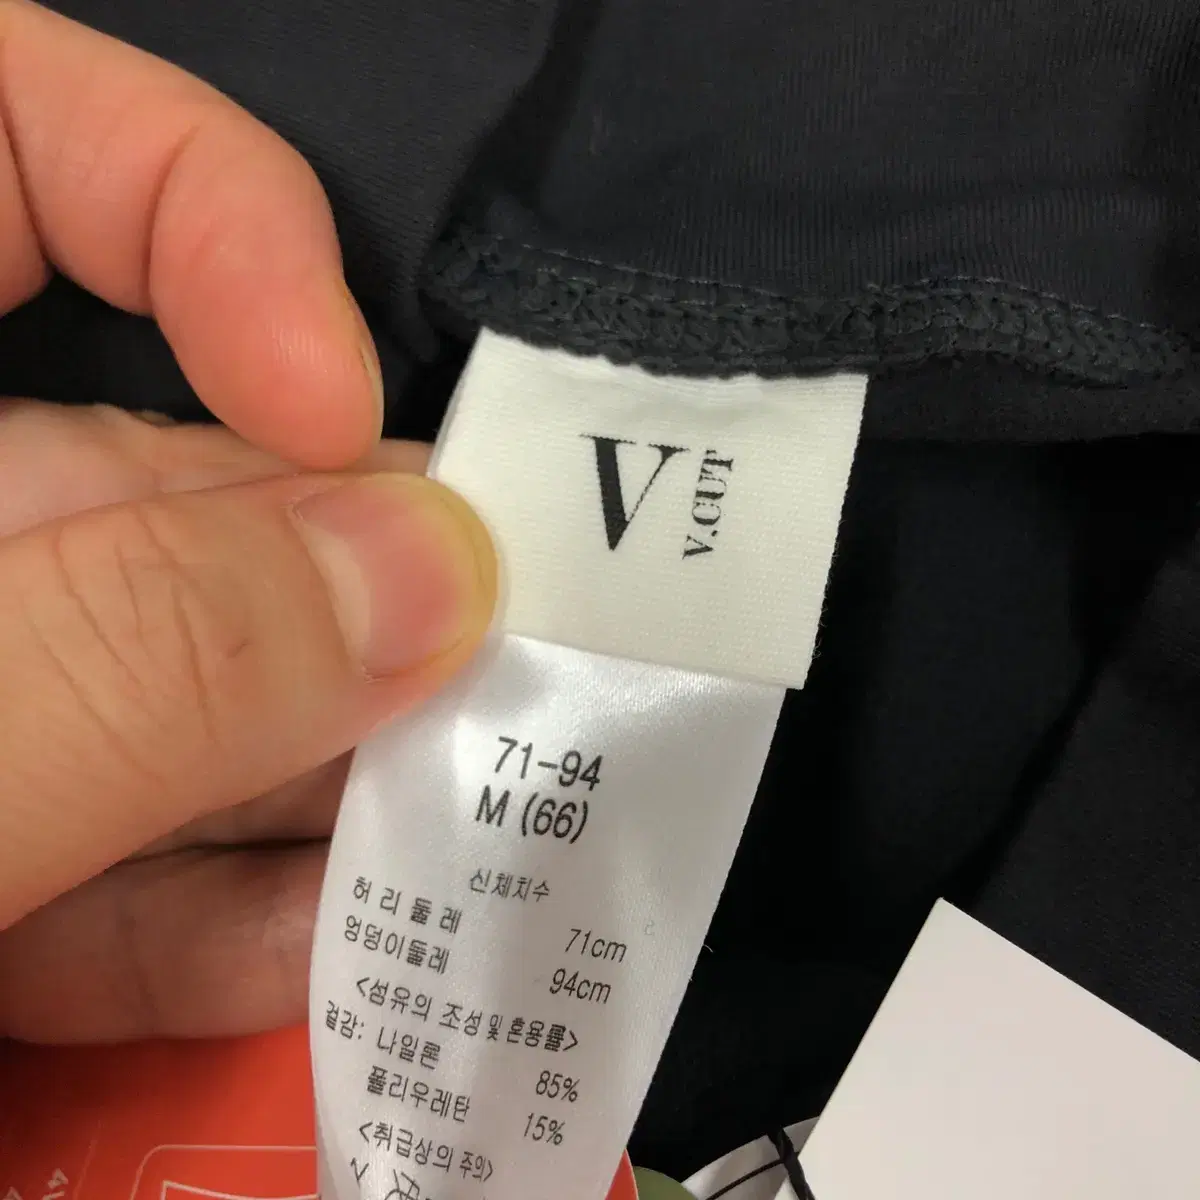 V
V.CUT
71-94
M (66)
신체치수
허 리 둘 레 71cm
엉덩이둘레 94cm
<섬유의 조성 및 혼용률>
겉감: 나일론 85%
폴리우레탄 15%
<취급상의 주의>